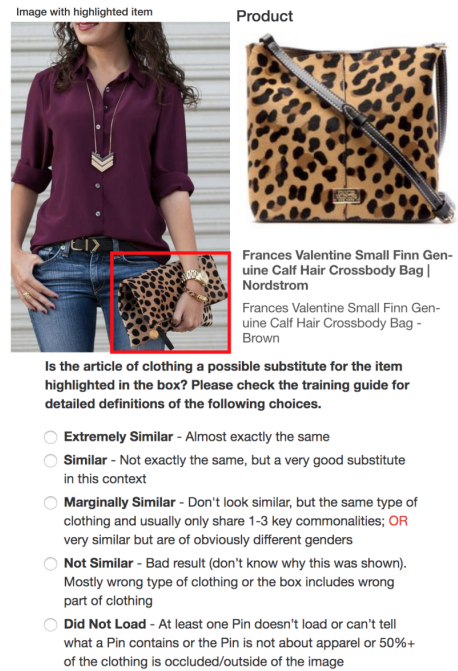 Image with highlighted item
Product
Frances Valentine Small Finn Gen-
uine Calf Hair Crossbody Bag |
Nordstrom
Frances Valentine Small Finn Gen-
uine Calf Hair Crossbody Bag -
Brown
Is the article of clothing a possible substitute for the item
highlighted in the box? Please check the training guide for
detailed definitions of the following choices.
Extremely Similar - Almost exactly the same
Similar - Not exactly the same, but a very good substitute
in this context
Marginally Similar - Don't look similar, but the same type of
clothing and usually only share 1-3 key commonalities; OR
very similar but are of obviously different genders
Not Similar - Bad result (don't know why this was shown).
Mostly wrong type of clothing or the box includes wrong
part of clothing
Did Not Load - At least one Pin doesn't load or can't tell
what a Pin contains or the Pin is not about apparel or 50%+
of the clothing is occluded/outside of the image